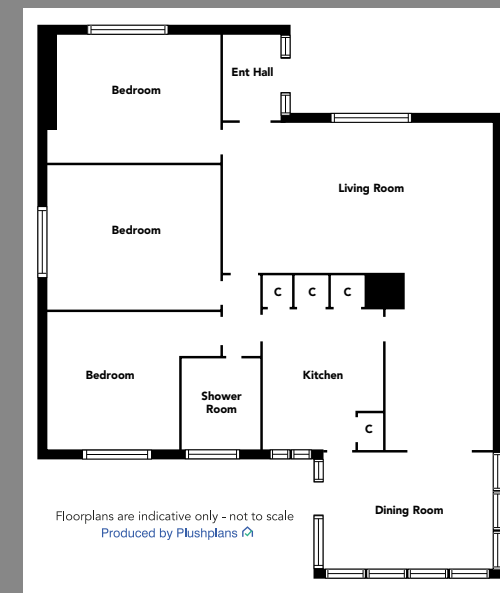 Ent Hall
Bedroom
Living Room
Bedroom
C
C
C
Bedroom
Kitchen
Shower
Room
C
Dining Room
Floorplans are indicative only - not to scale
Produced by Plushplans